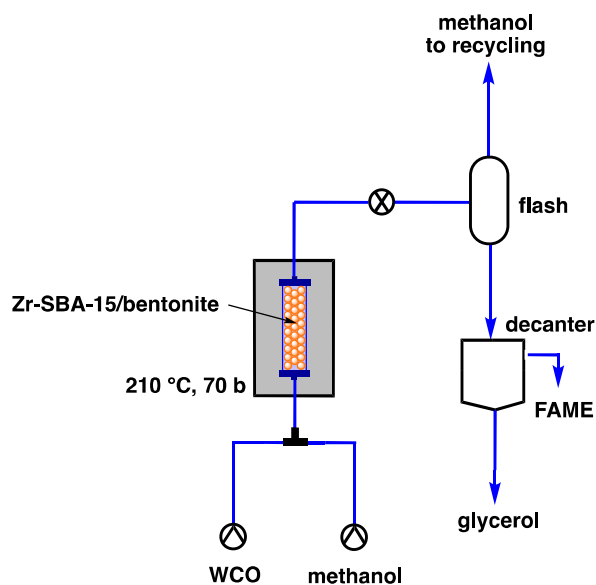 methanol
to recycling
flash
Zr-SBA-15/bentonite
decanter
210 °C, 70 b
FAME
glycerol
WCO
methanol